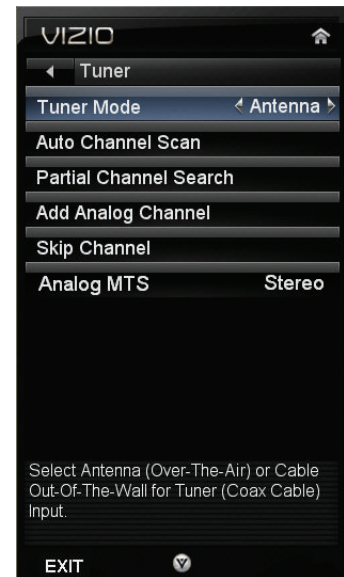 VIZIO
Tuner
Tuner Mode Antenna
Auto Channel Scan
Partial Channel Search
Add Analog Channel
Skip Channel
Analog MTS Stereo
Select Antenna (Over-The-Air) or Cable
Out-Of-The-Wall for Tuner (Coax Cable)
Input.
EXIT